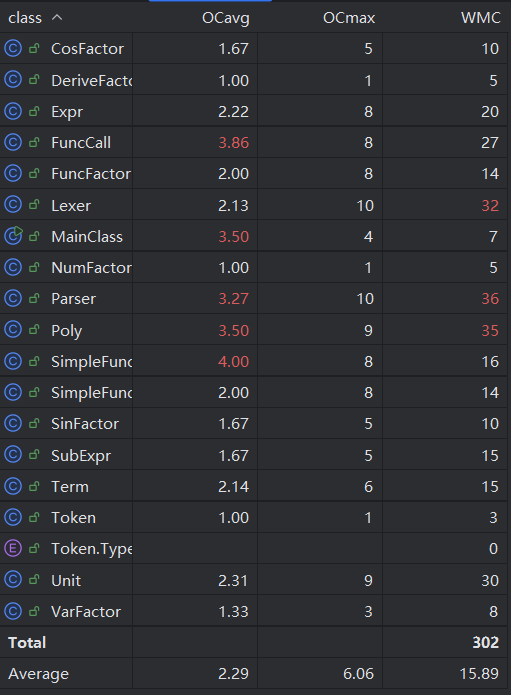 class OCavg OCmax WMC
C CosFactor 1.67 5 10
C DeriveFacto 1.00 1 5
C Expr 2.22 8 20
C FuncCall 3.86 8 27
C FuncFactor 2.00 8 14
C Lexer 2.13 10 32
C MainClass 3.50 4 7
C NumFactor 1.00 1 5
C Parser 3.27 10 36
C Poly 3.50 9 35
C SimpleFunc 4.00 8 16
C SimpleFunc 2.00 8 14
C SinFactor 1.67 5 10
C SubExpr 1.67 5 15
C Term 2.14 6 15
C Token 1.00 1 3
E Token.Type 0
C Unit 2.31 9 30
C VarFactor 1.33 3 8
Total 302
Average 2.29 6.06 15.89